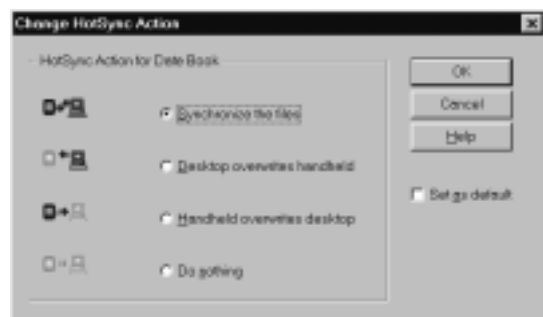 Change HotSync Action
HotSync Action for Date Book
OK
Synchronize the files
Cancel
Help
Desktop overwrites handheld
Set as default
Handheld overwrites desktop
Do nothing